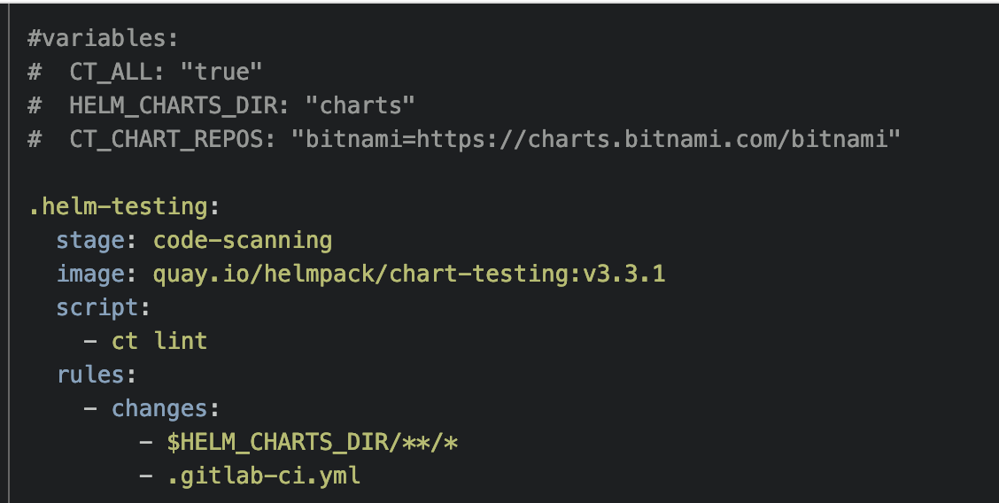 #variables:
#  CT_ALL: "true"
#  HELM_CHARTS_DIR: "charts"
#  CT_CHART_REPOS: "bitnami=https://charts.bitnami.com/bitnami"

.helm-testing:
  stage: code-scanning
  image: quay.io/helmpack/chart-testing:v3.3.1
  script:
    - ct lint
  rules:
    - changes:
        - $HELM_CHARTS_DIR/**/*
        - .gitlab-ci.yml